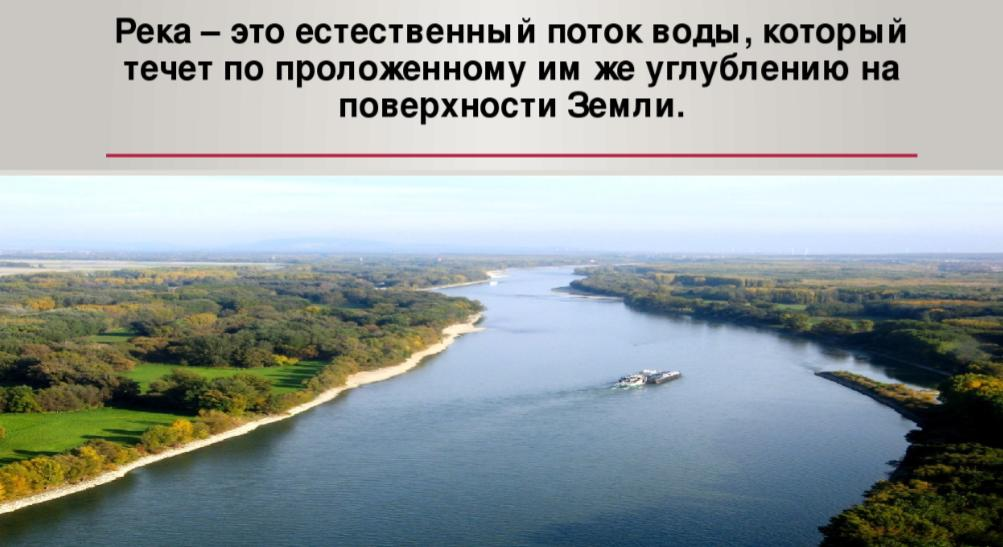 Река – это естественный поток воды, который
течет по проложенному им же углублению на
поверхности Земли.